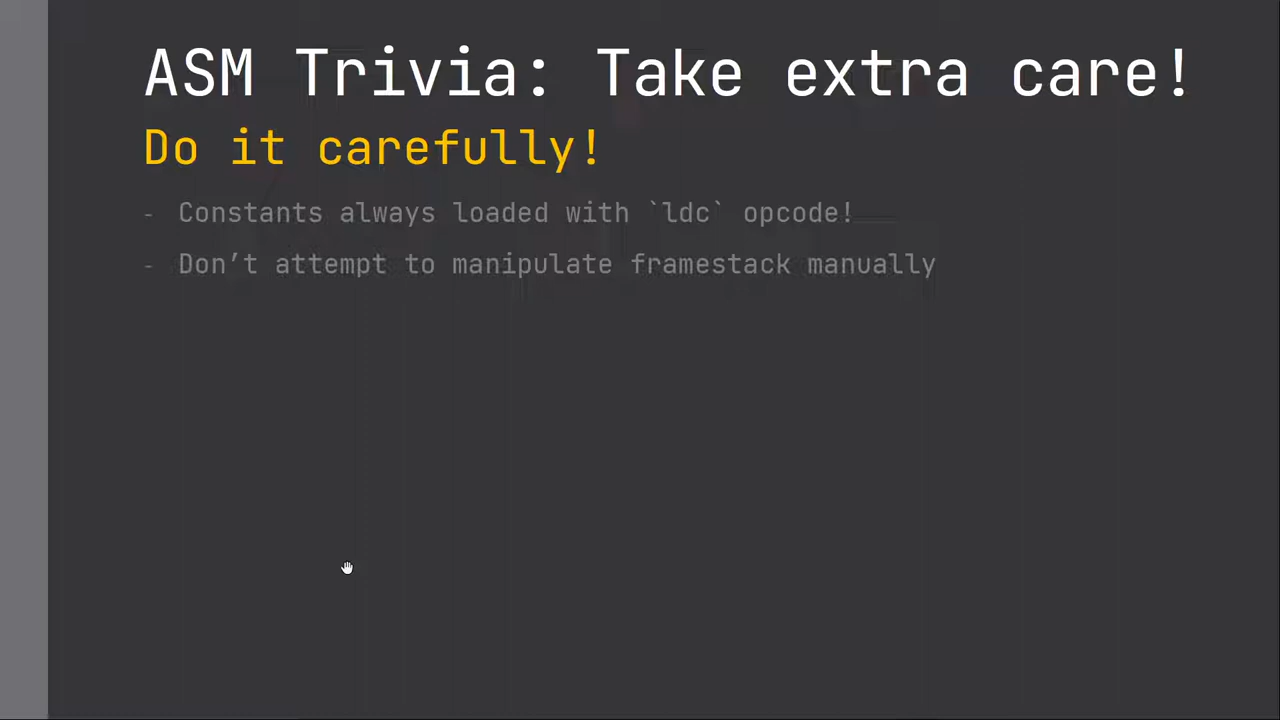 ASM Trivia: Take extra care!
Do it carefully!
- Constants always loaded with `ldc` opcode!
- Don’t attempt to manipulate framestack manually